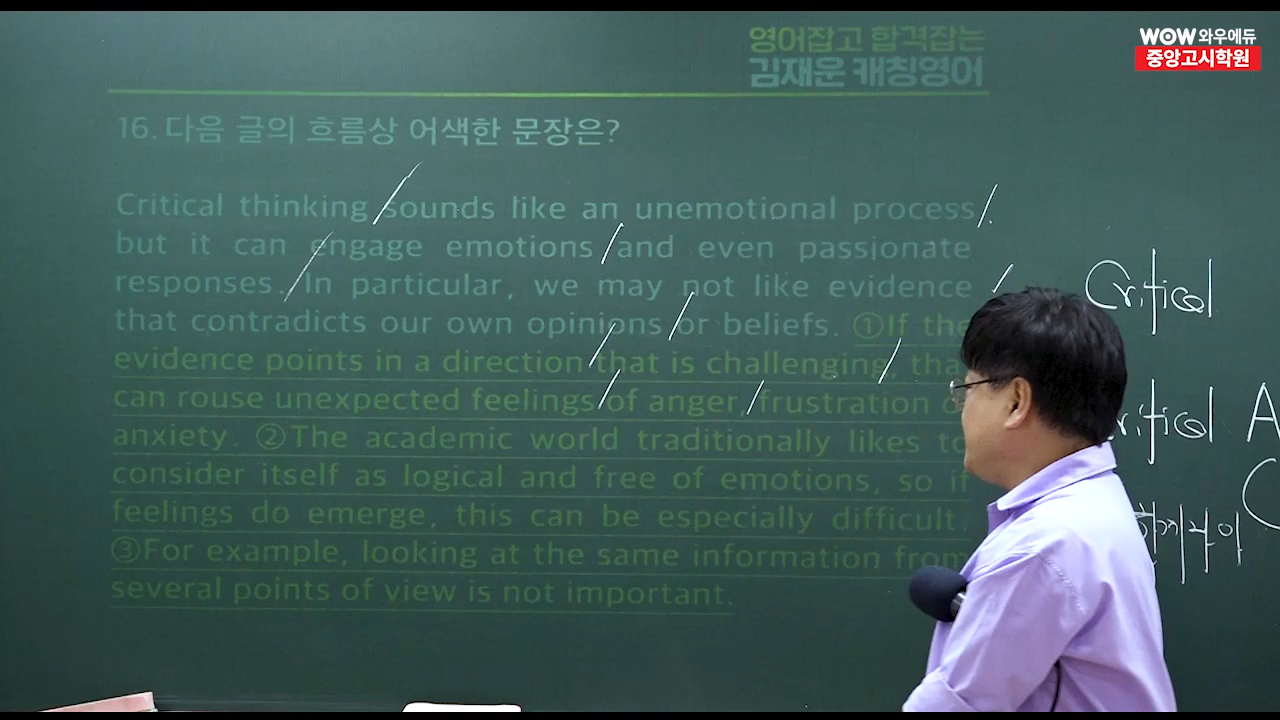 WOW 와우에듀
중앙고시학원
영어잡고 합격잡는
김재운 캐칭영어
16. 다음 글의 흐름상 어색한 문장은?
Critical thinking sounds like an unemotional process
but it can engage emotions and even passionate
responses. In particular, we may not like evidence
that contradicts our own opinions or beliefs. ①If the
evidence points in a direction that is challenging, that
can rouse unexpected feelings of anger, frustration
anxiety. ②The academic world traditionally likes to
consider itself as logical and free of emotions, so if
feelings do emerge, this can be especially difficult.
③For example, looking at the same information from
several points of view is not important.
Critical
Critical A